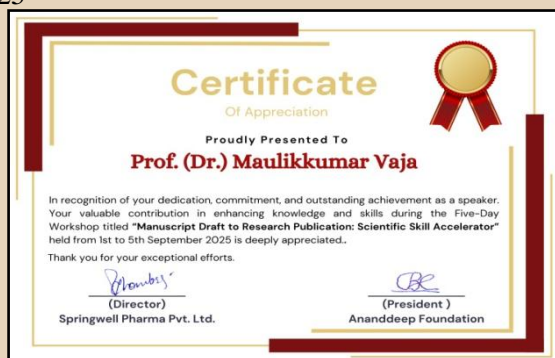 Certificate
Of Appreciation
Proudly Presented To
Prof. (Dr.) Maulikkumar Vaja
In recognition of your dedication, commitment, and outstanding achievement as a speaker.
Your valuable contribution in enhancing knowledge and skills during the Five-Day
Workshop titled "Manuscript Draft to Research Publication: Scientific Skill Accelerator"
held from 1st to 5th September 2025 is deeply appreciated..
Thank you for your exceptional efforts.
(Director)
Springwell Pharma Pvt. Ltd.
(President )
Ananddeep Foundation